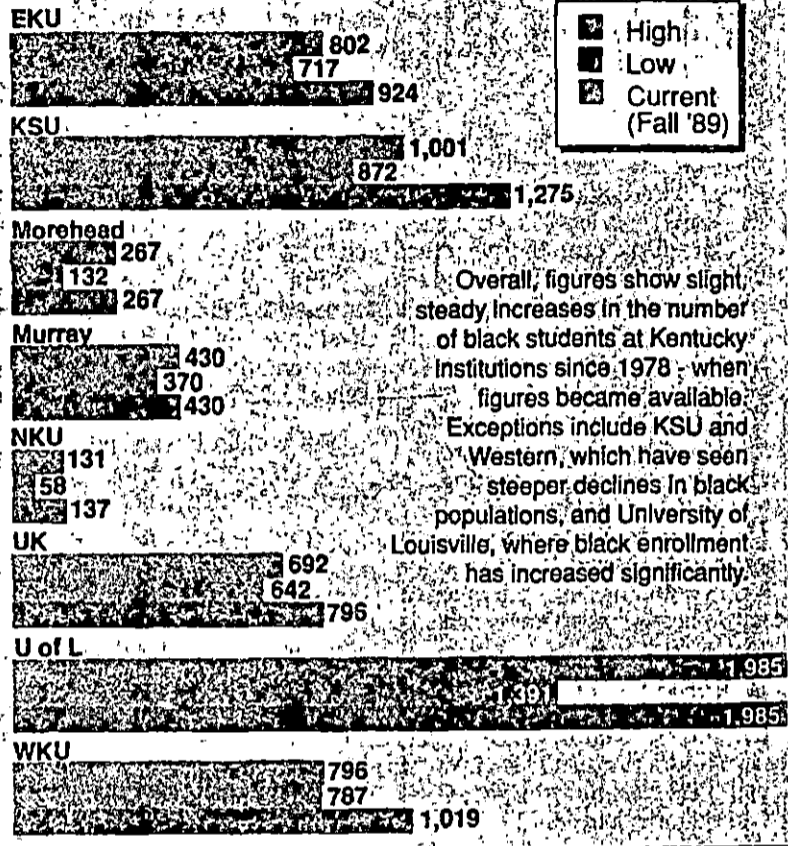 EKU
802
717
924
High
Low
Current
(Fall '89)
KSU
1,001
872
1,275
Morehead
267
132
267
Murray
430
370
430
NKU
131
58
137
UK
692
642
796
Overall, figures show slight,
steady increases in the number
of black students at Kentucky
institutions since 1978 - when
figures became available.
Exceptions include KSU and
Western, which have seen
steeper declines in black
populations, and University of
Louisville, where black enrollment
has increased significantly.
U of L
1,985
1,391
1,985
WKU
796
787
1,019